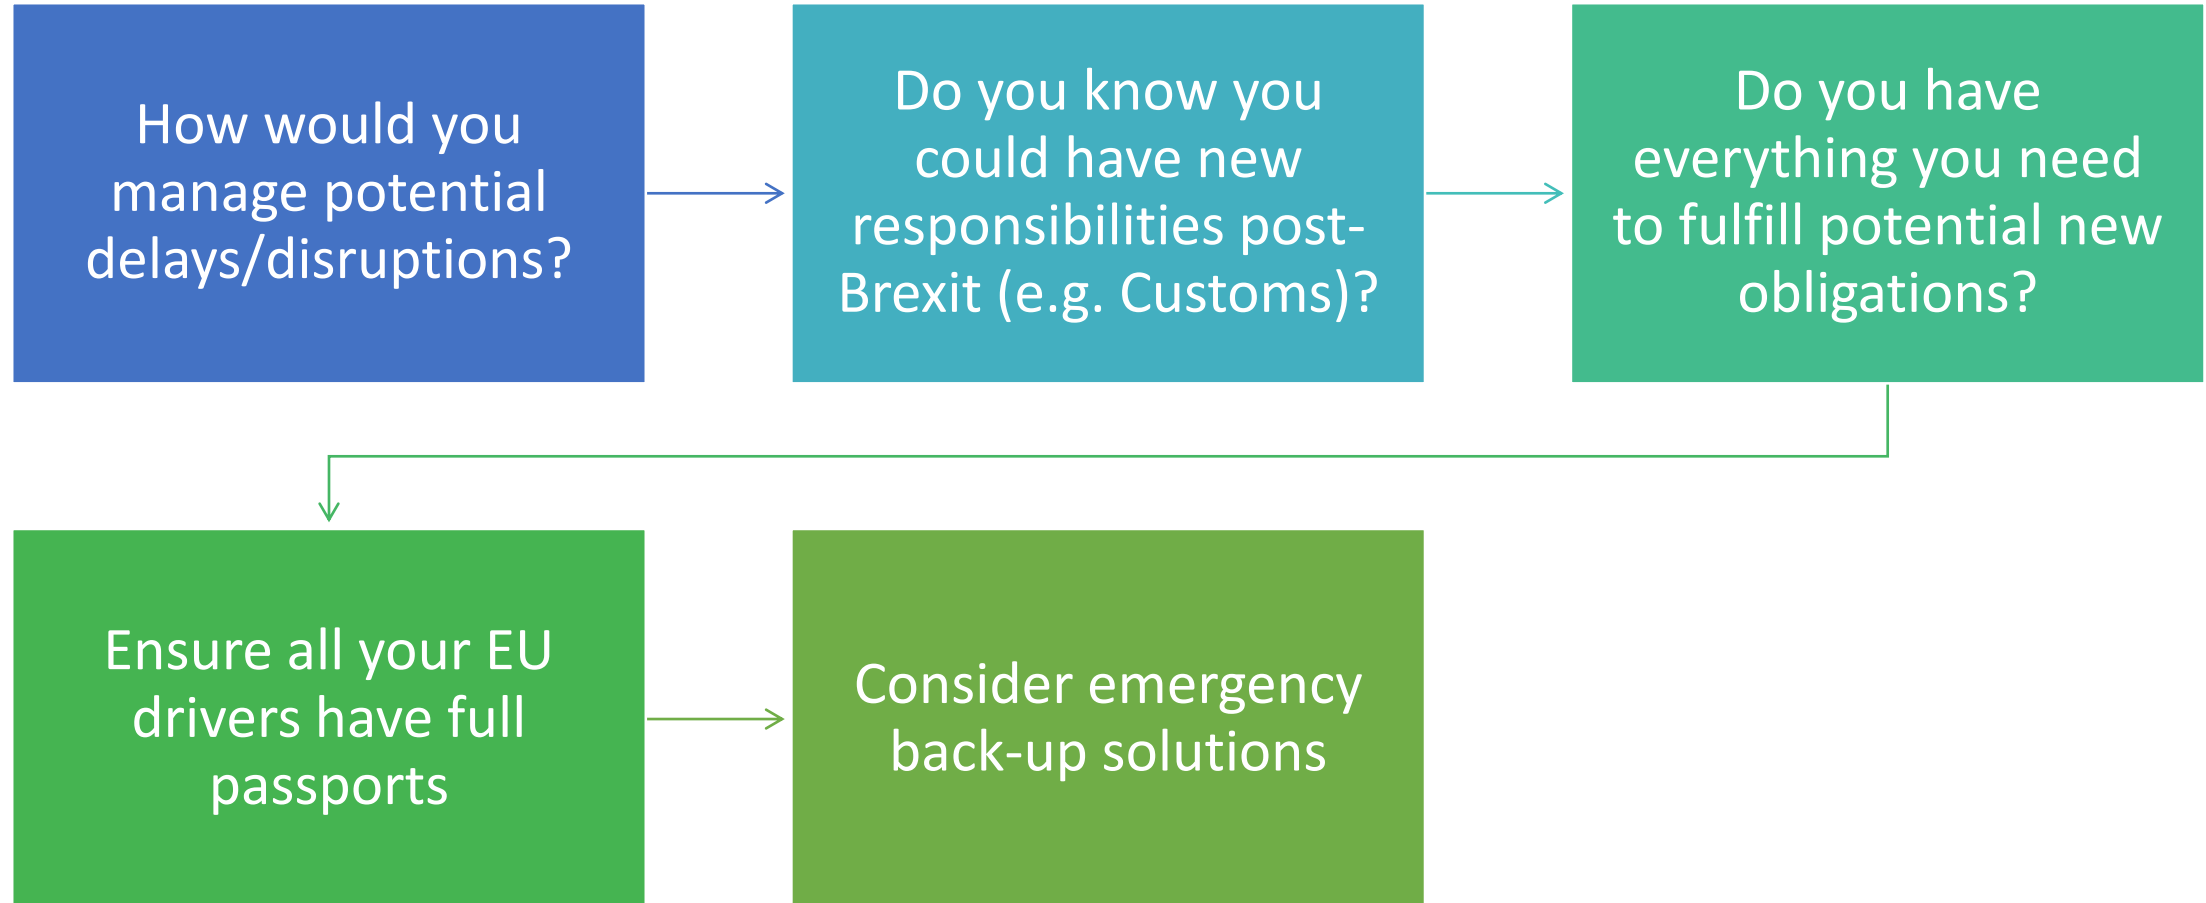 How would you
manage potential
delays/disruptions?
Do you know you
could have new
responsibilities post-
Brexit (e.g. Customs)?
Do you have
everything you need
to fulfill potential new
obligations?
Ensure all your EU
drivers have full
passports
Consider emergency
back-up solutions